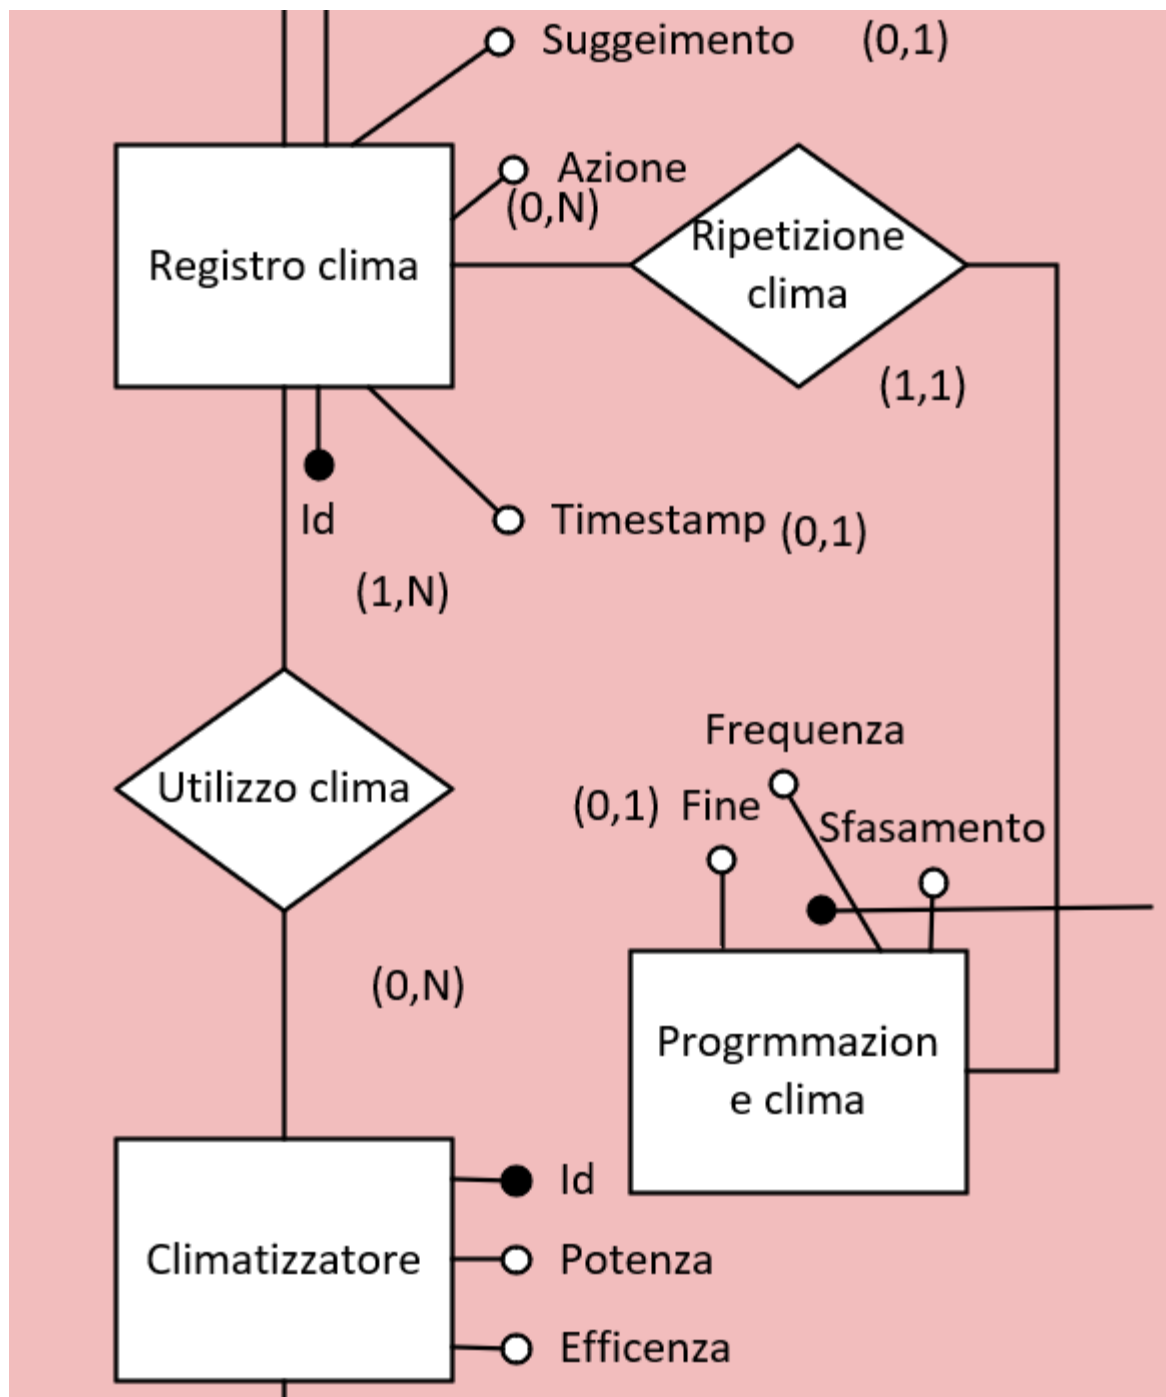 Suggeimento (0,1)
Azione
(0,N)
Registro clima
Ripetizione
clima
(1,1)
Id
Timestamp (0,1)
(1,N)
Utilizzo clima
Frequenza
(0,1) Fine
Sfasamento
(0,N)
Progrmmazion
e clima
Climatizzatore
Id
Potenza
Efficenza